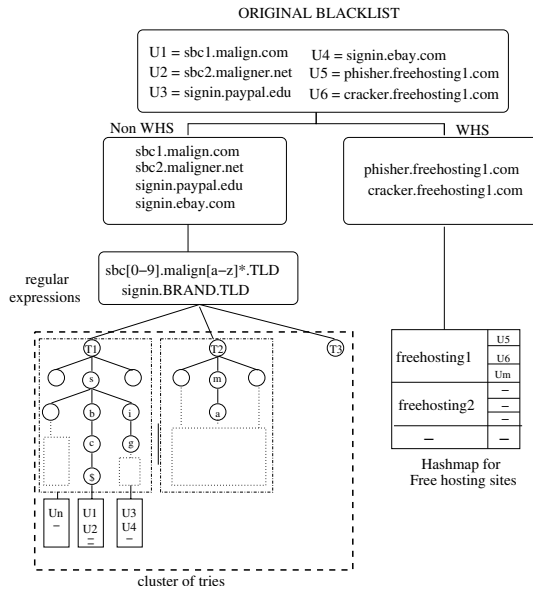 ORIGINAL BLACKLIST
U1 = sbc1.malign.com
U2 = sbc2.maligner.net
U3 = signin.paypal.edu
U4 = signin.ebay.com
U5 = phisher.freehosting1.com
U6 = cracker.freehosting1.com
Non WHS
WHS
sbc1.malign.com
sbc2.maligner.net
signin.paypal.edu
signin.ebay.com
phisher.freehosting1.com
cracker.freehosting1.com
regular
expressions
sbc[0−9].malign[a−z]*.TLD
signin.BRAND.TLD
T1
T2
T3
s
b
i
c
g
$
m
a
Un
–
U1
U2
–
–
U3
U4
–
freehosting1
U5
U6
Um
freehosting2
–
–
–
–
–
Hashmap for
Free hosting sites
cluster of tries